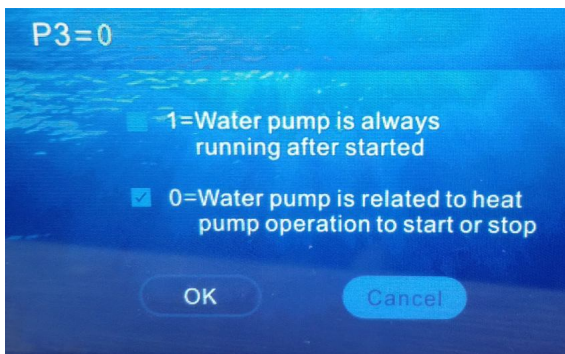 P3=0
1=Water pump is always
running after started
0=Water pump is related to heat
pump operation to start or stop
OK
Cancel